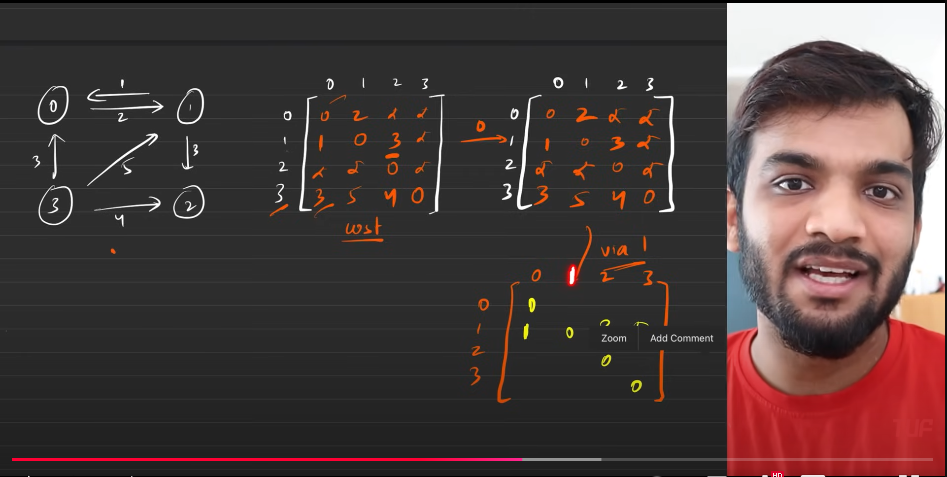 0 1 2 3 0 1 2 3
1
0 1 0 0 2 ∝ ∝ 0 0 0 2 ∝ ∝
2
1 1 0 3 ∝ 1 1 0 3 ∝
3 5 3 2 ∝ ∝ 0 ∝ 2 ∝ ∝ 0 ∝
3 2 3 3 5 4 0 3 3 5 4 0
4
cost
via 1
0 1 2 3
0 0
1 1 0
Zoom Add Comment
2 0
3 0
TUF
HD